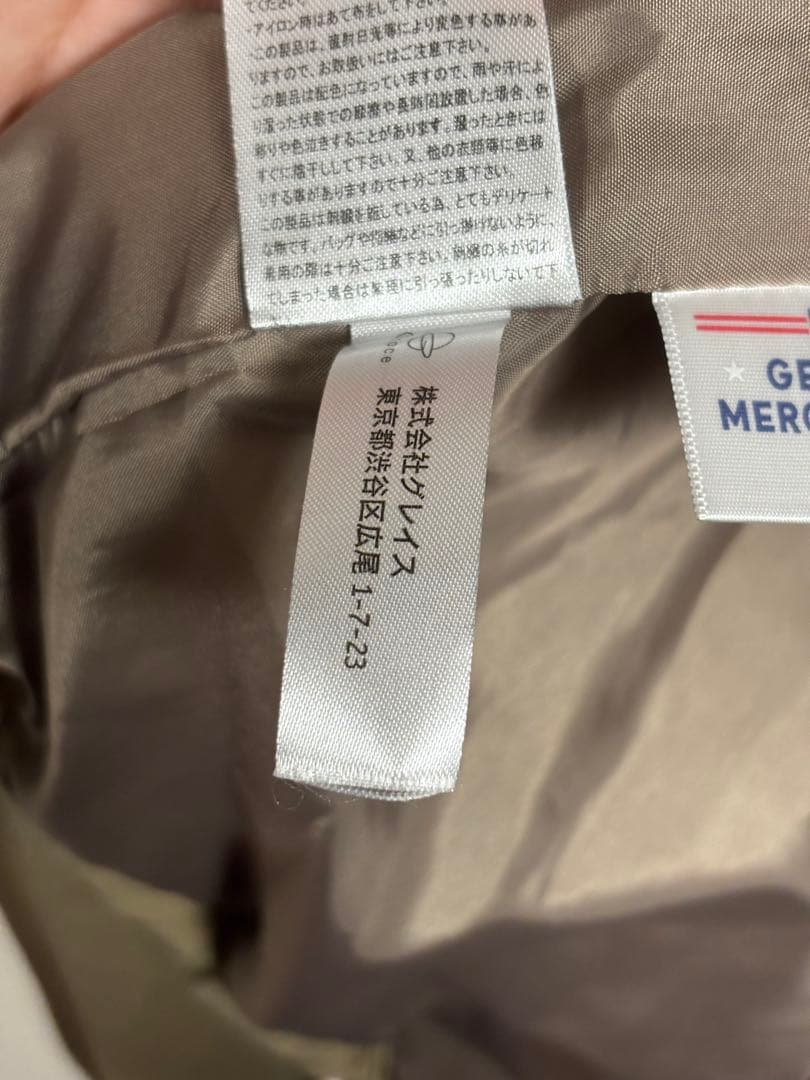 てください。
アイロン時はあて布をして下さい。
この製品は、直射日光等により変色する事があ
りますので、お取扱いにはご注意下さい。
この製品は配色になっていますので、雨や汗によ
り湿った状態での摩擦や長時間放置した場合、色
移りや色泣きすることがあります。湿ったときには
すぐに陰干しして下さい。又、他の衣類等に色移
りする事がありますので十分ご注意下さい。
この製品は刺繍を施している為、とてもデリケート
な物です。バッグや指輪などに引っ掛けないように、
着用の際は十分ご注意下さい。刺繍の糸が切れ
てしまった場合は無理に引っ張ったりしないで下
株式会社グレイス
東京都渋谷区広尾 1-7-23
GE
MERC